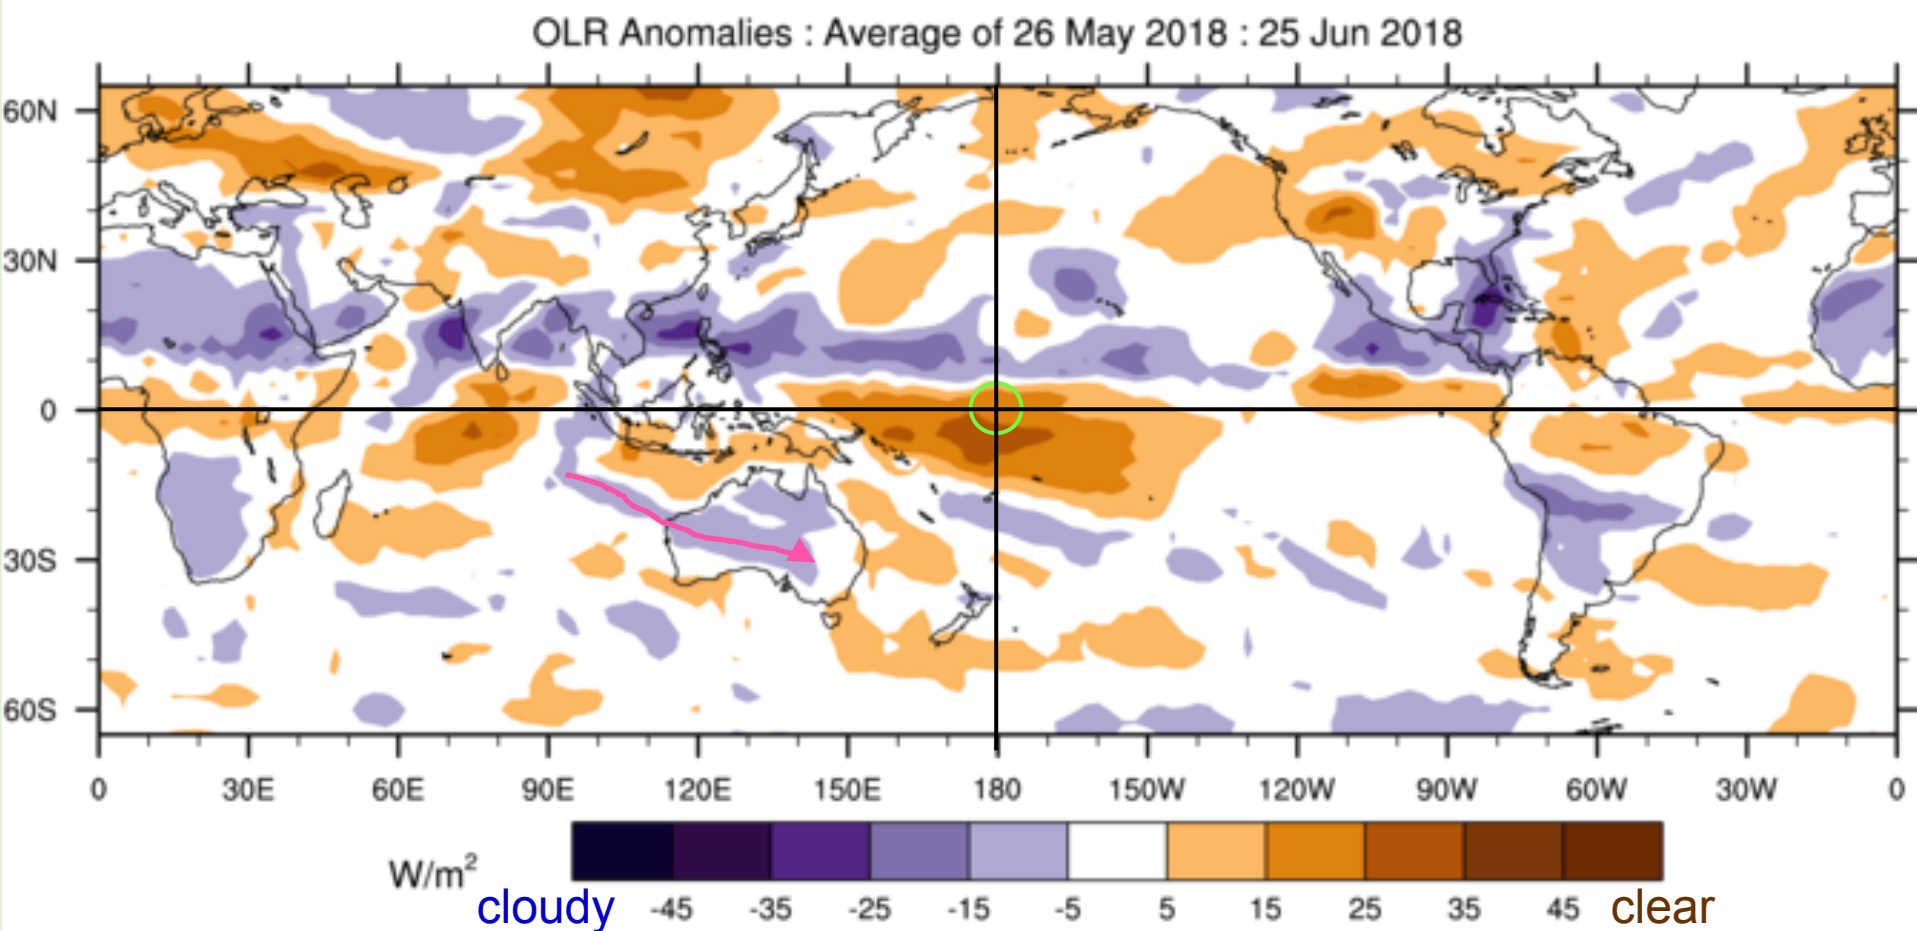 OLR Anomalies : Average of 26 May 2018 : 25 Jun 2018
60N
30N
0
30S
60S
0 30E 60E 90E 120E 150E 180 150W 120W 90W 60W 30W 0
W/m²
cloudy -45 -35 -25 -15 -5 5 15 25 35 45 clear